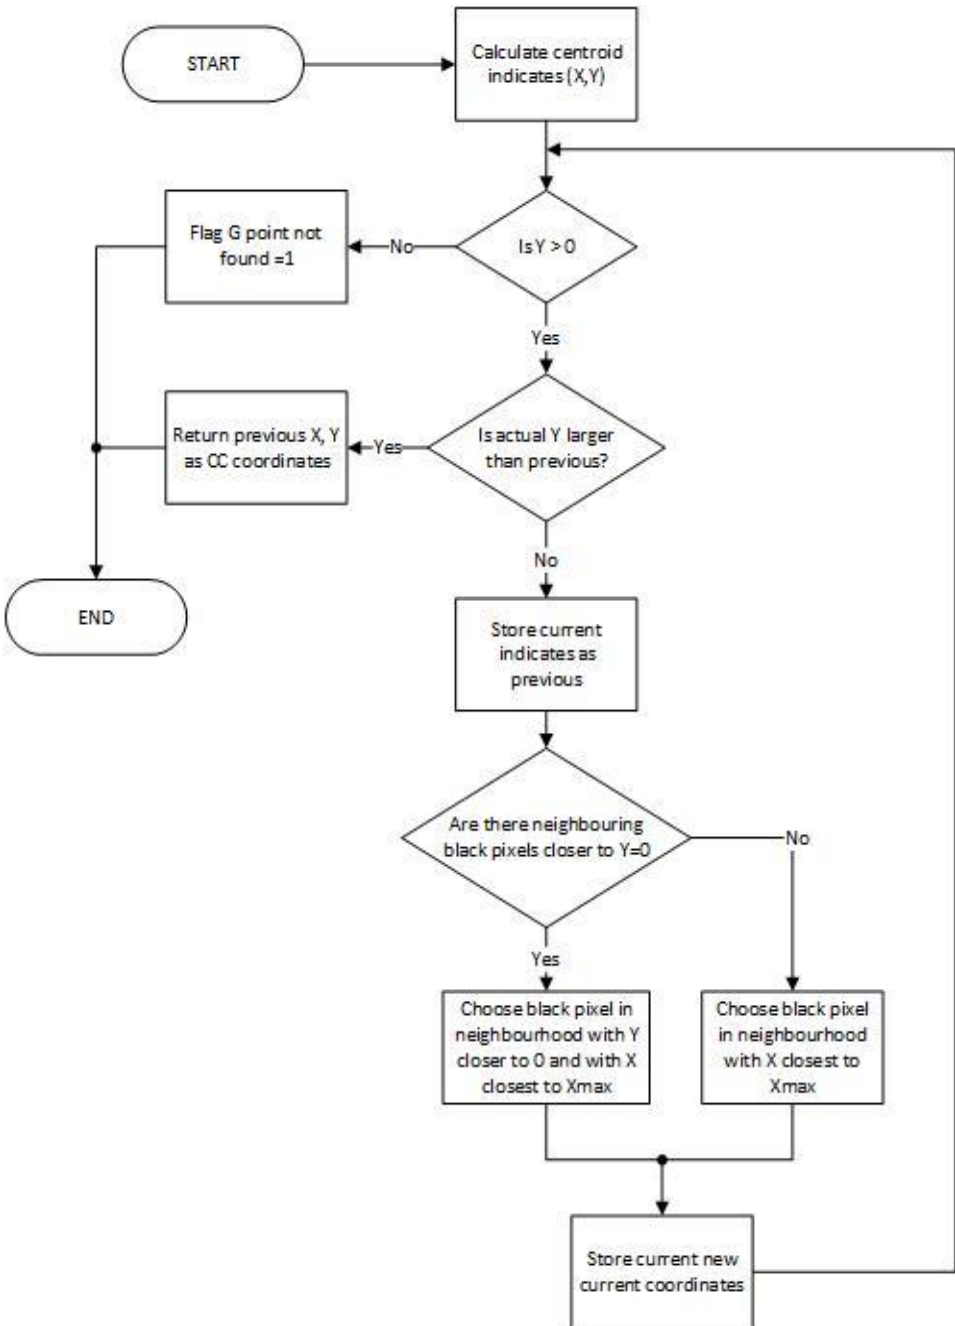 START
Calculate centroid
indicates (X,Y)
Is Y > 0
No
Flag G point not
found =1
Yes
Is actual Y larger
than previous?
Yes
Return previous X, Y
as CC coordinates
No
END
Store current
indicates as
previous
Are there neighbouring
black pixels closer to Y=0
No
Yes
Choose black pixel in
neighbourhood with Y
closer to 0 and with X
closest to Xmax
Choose black pixel
in neighbourhood
with X closest to
Xmax
Store current new
current coordinates